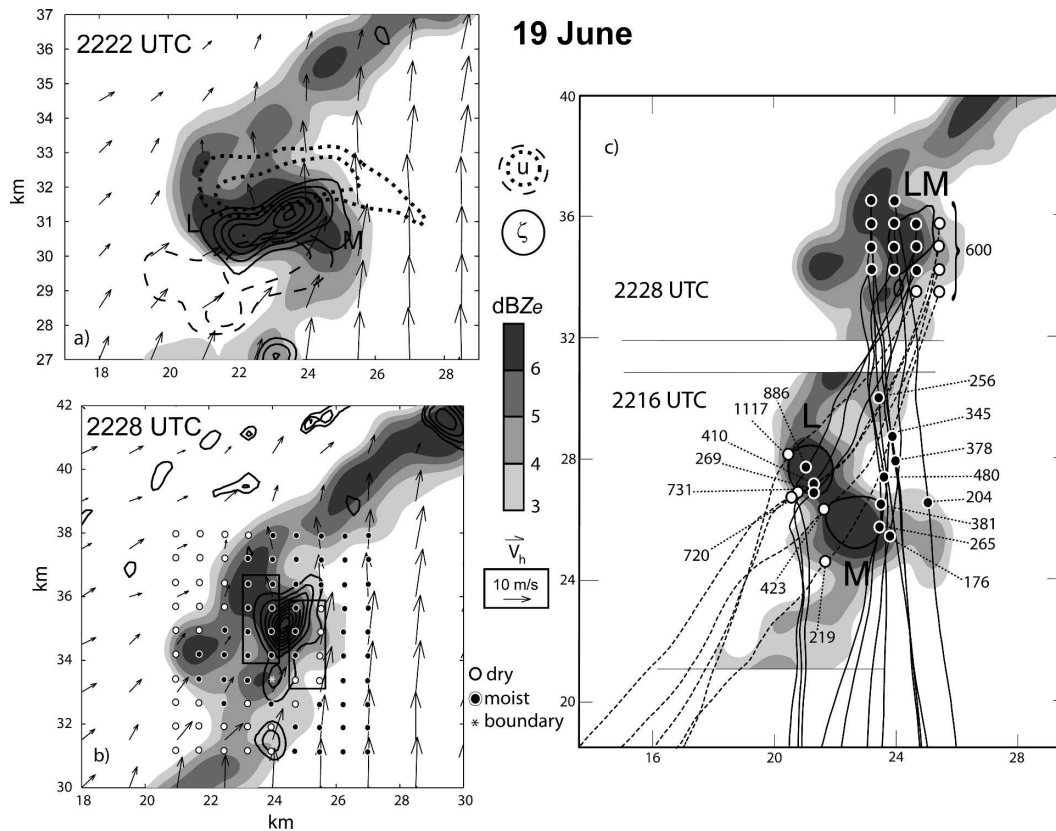 19 June
2222 UTC
37
36
35
34
33
32
31
30
29
28
27
km
L
M
a)
18
20
22
24
26
28
u
ζ
dBZe
6
5
4
3
V_h
10 m/s
dry
moist
* boundary
2228 UTC
42
40
38
36
34
32
30
km
b)
18
20
22
24
26
28
30
km
c)
40
36
32
28
24
20
LM
600
2228 UTC
2216 UTC
886
1117
410
269
731
720
423
219
L
M
256
345
378
480
204
381
265
176
16
20
24
28